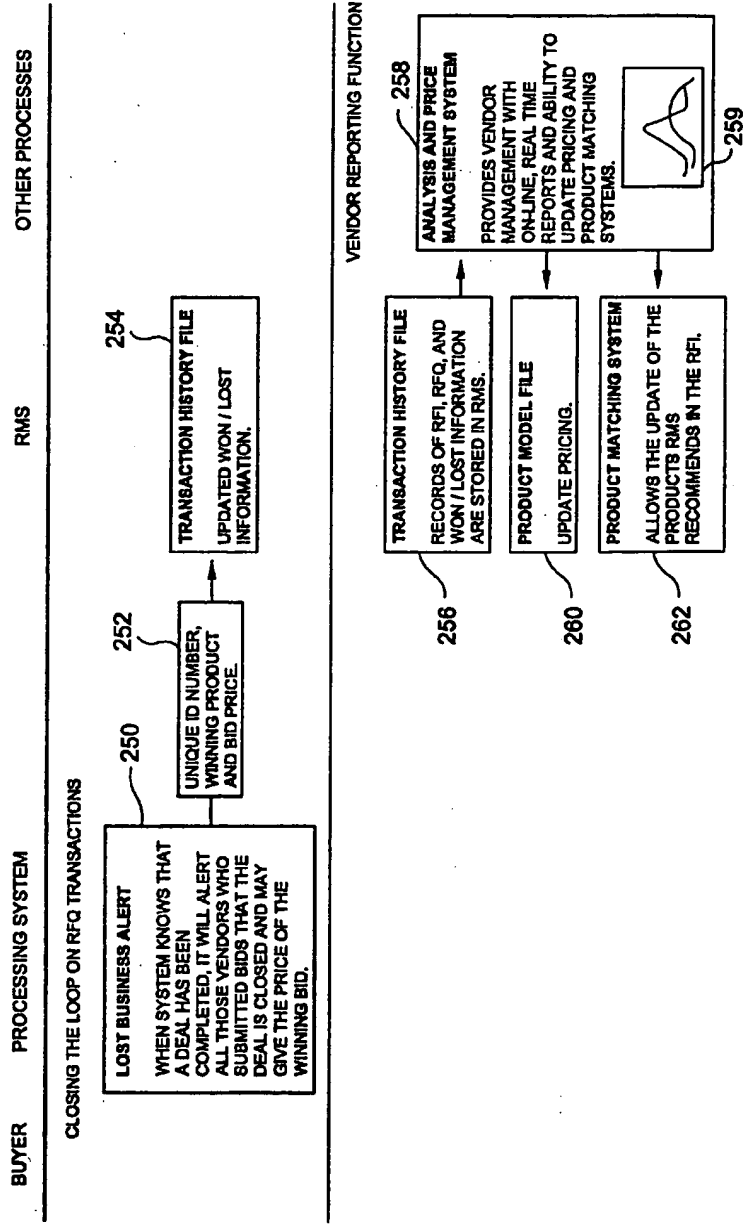 BUYER
PROCESSING SYSTEM
RMS
OTHER PROCESSES
CLOSING THE LOOP ON RFQ TRANSACTIONS
250
LOST BUSINESS ALERT
WHEN SYSTEM KNOWS THAT
A DEAL HAS BEEN
COMPLETED, IT WILL ALERT
ALL THOSE VENDORS WHO
SUBMITTED BIDS THAT THE
DEAL IS CLOSED AND MAY
GIVE THE PRICE OF THE
WINNING BID.
252
UNIQUE ID NUMBER,
WINNING PRODUCT
AND BID PRICE.
254
TRANSACTION HISTORY FILE
UPDATED WON / LOST
INFORMATION.
VENDOR REPORTING FUNCTION
256
TRANSACTION HISTORY FILE
RECORDS OF RFI, RFQ, AND
WON / LOST INFORMATION
ARE STORED IN RMS.
260
PRODUCT MODEL FILE
UPDATE PRICING.
262
PRODUCT MATCHING SYSTEM
ALLOWS THE UPDATE OF THE
PRODUCTS RMS
RECOMMENDS IN THE RFI.
258
ANALYSIS AND PRICE
MANAGEMENT SYSTEM
PROVIDES VENDOR
MANAGEMENT WITH
ON-LINE, REAL TIME
REPORTS AND ABILITY TO
UPDATE PRICING AND
PRODUCT MATCHING
SYSTEMS.
259